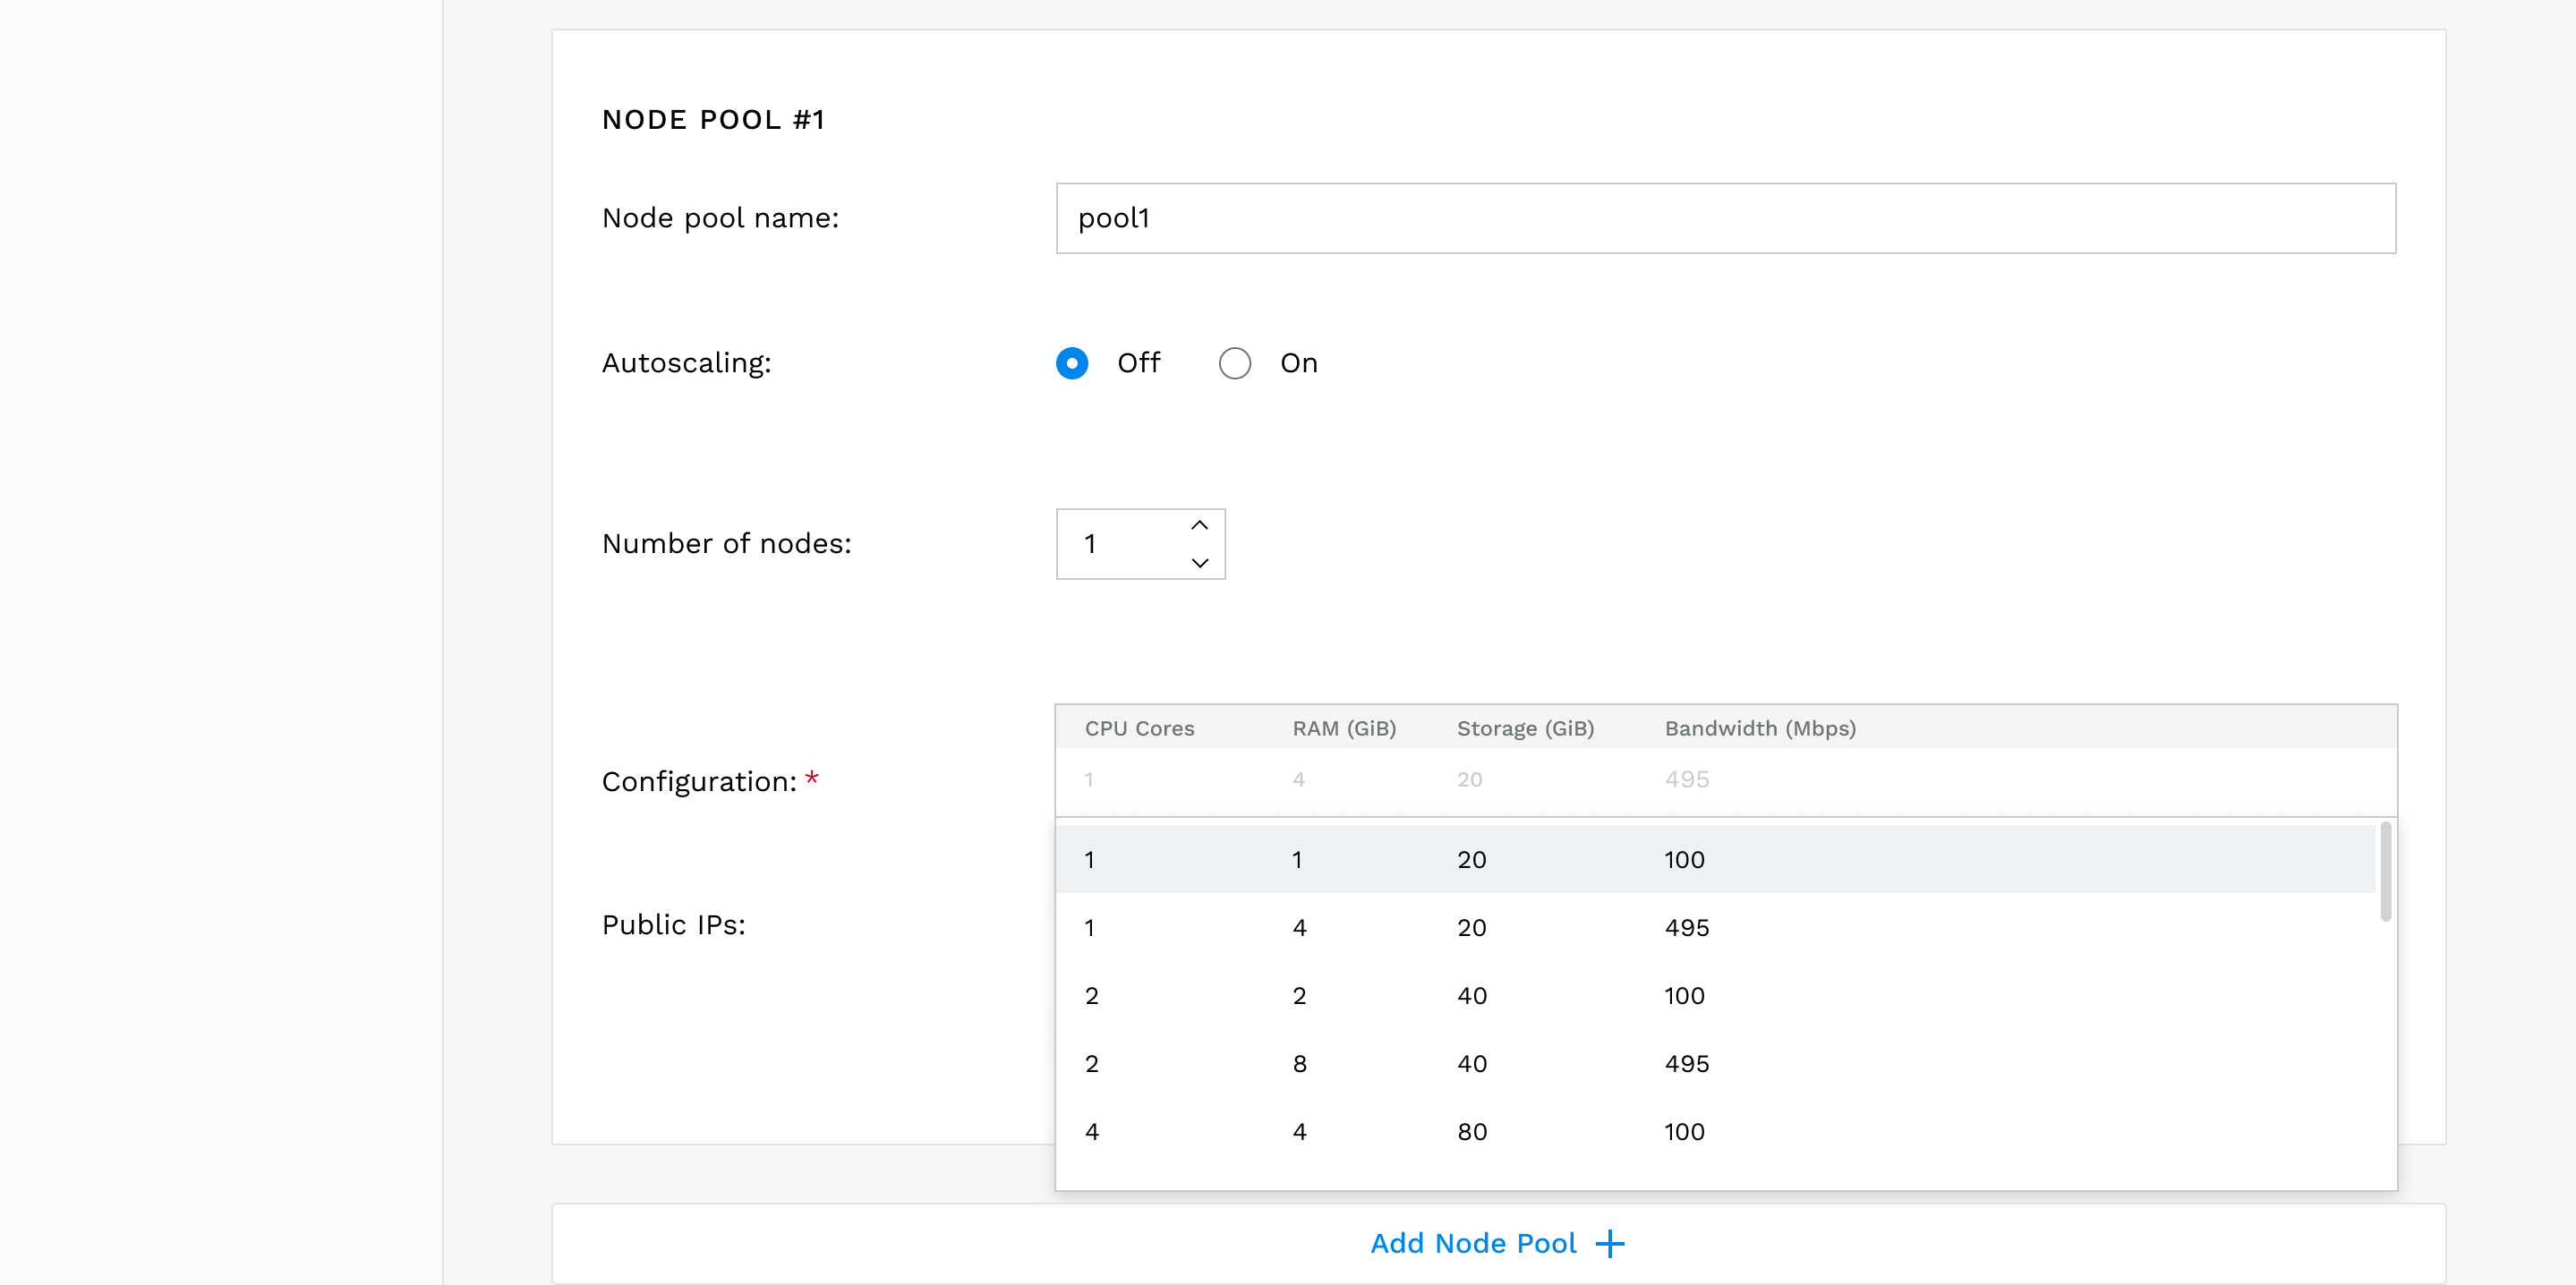 NODE POOL #1
Node pool name: pool1
Autoscaling: Off On
Number of nodes: 1
CPU Cores RAM (GiB) Storage (GiB) Bandwidth (Mbps)
Configuration: * 1 4 20 495
1 1 20 100
Public IPs: 1 4 20 495
2 2 40 100
2 8 40 495
4 4 80 100
Add Node Pool +